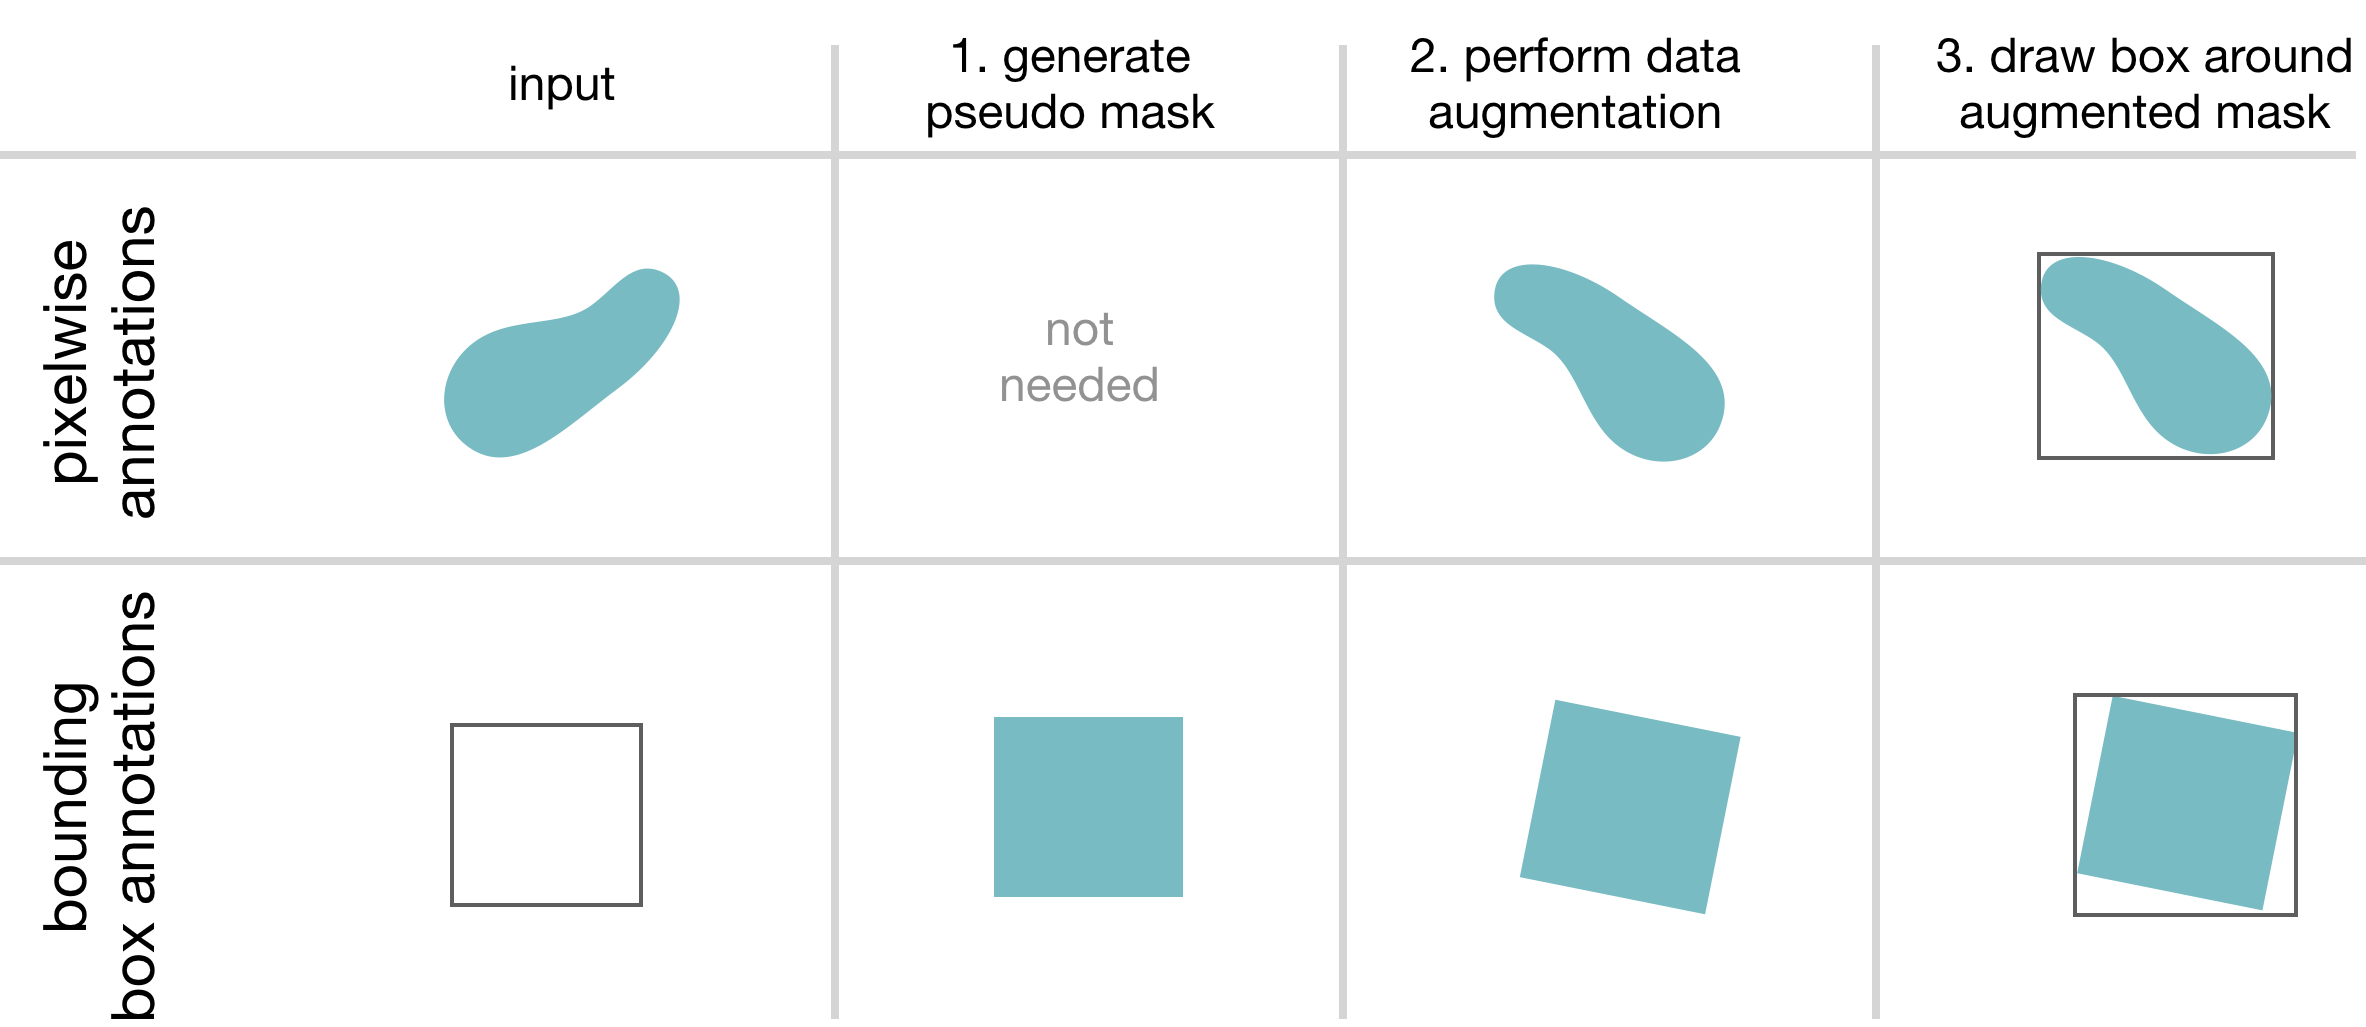 input
1. generate
pseudo mask
2. perform data
augmentation
3. draw box around
augmented mask
pixelwise
annotations
not
needed
bounding
box annotations